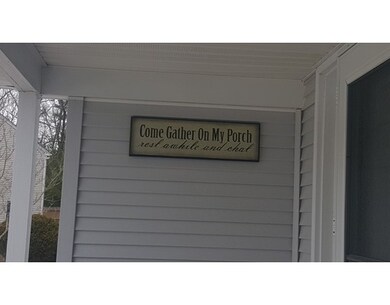 Come Gather On My Porch
rest awhile and chat